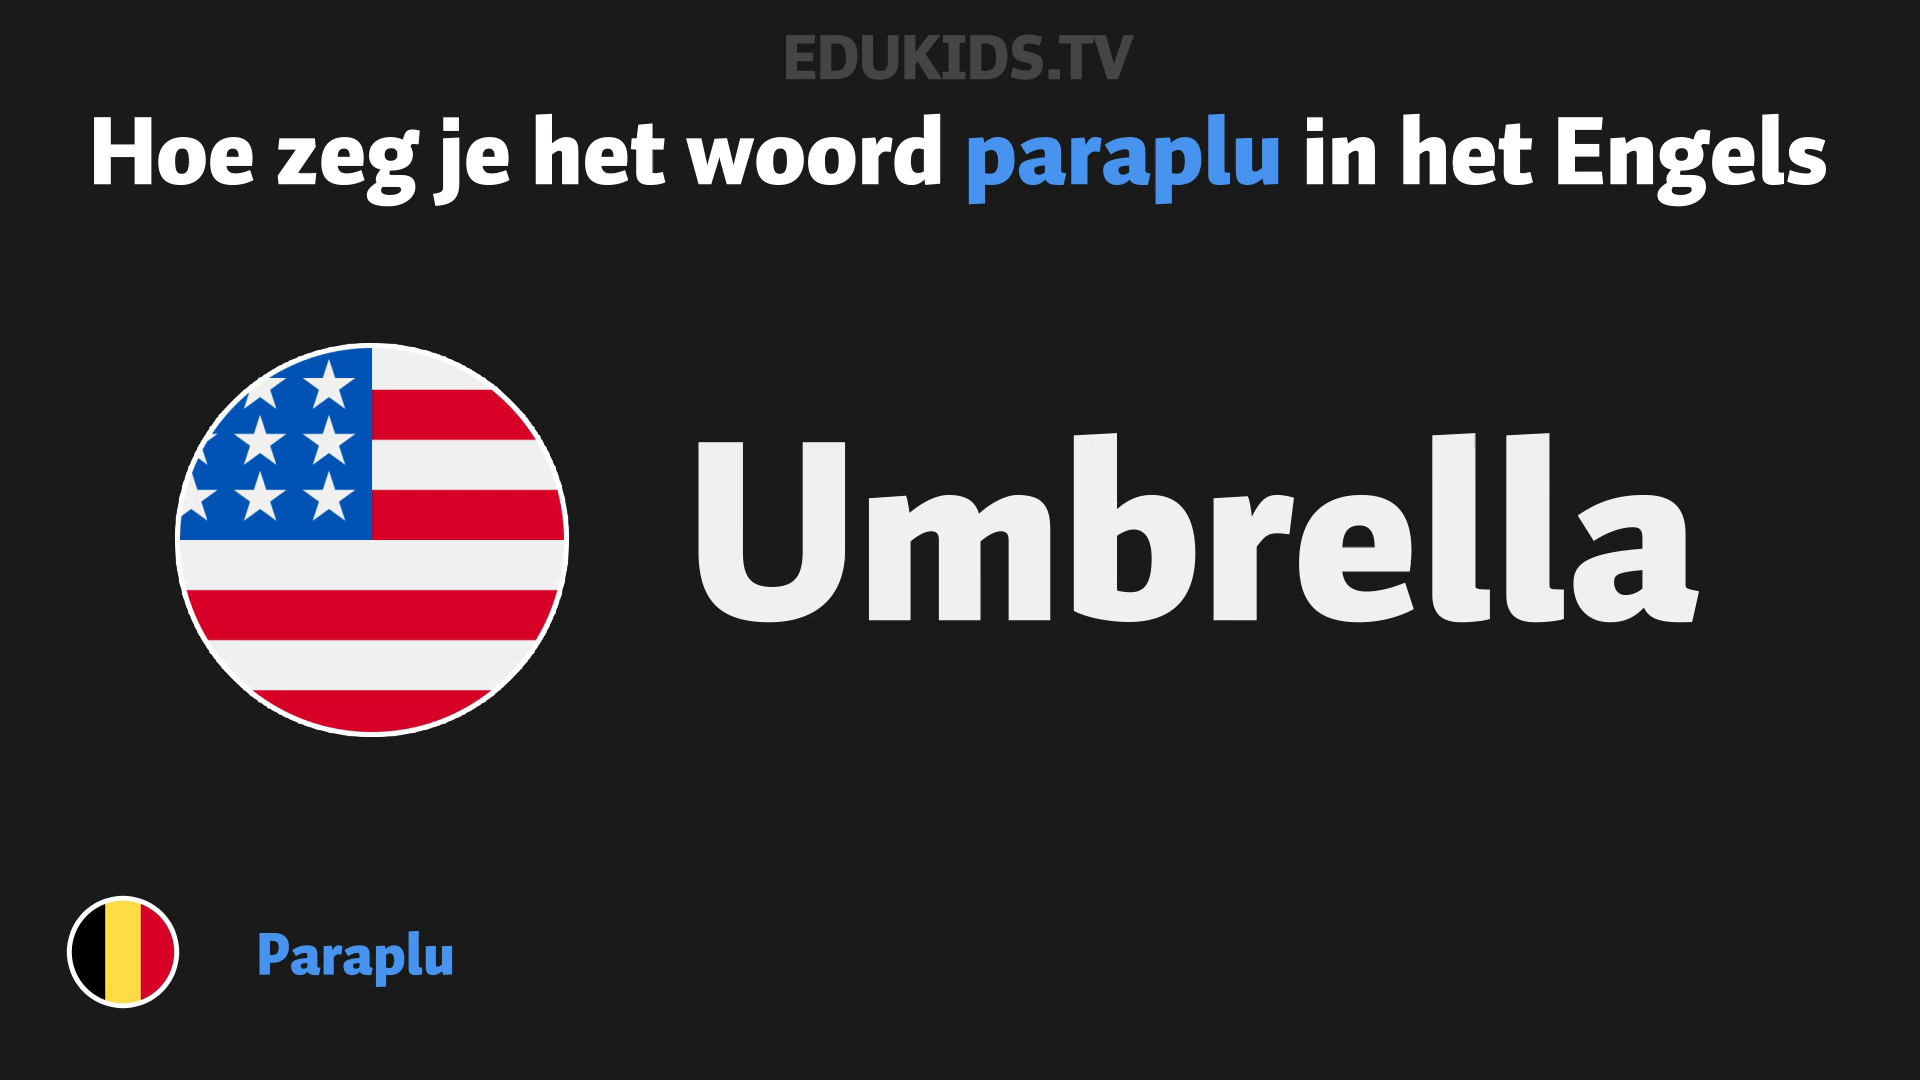 EDUKIDS.TV
Hoe zeg je het woord paraplu in het Engels
Umbrella
Paraplu